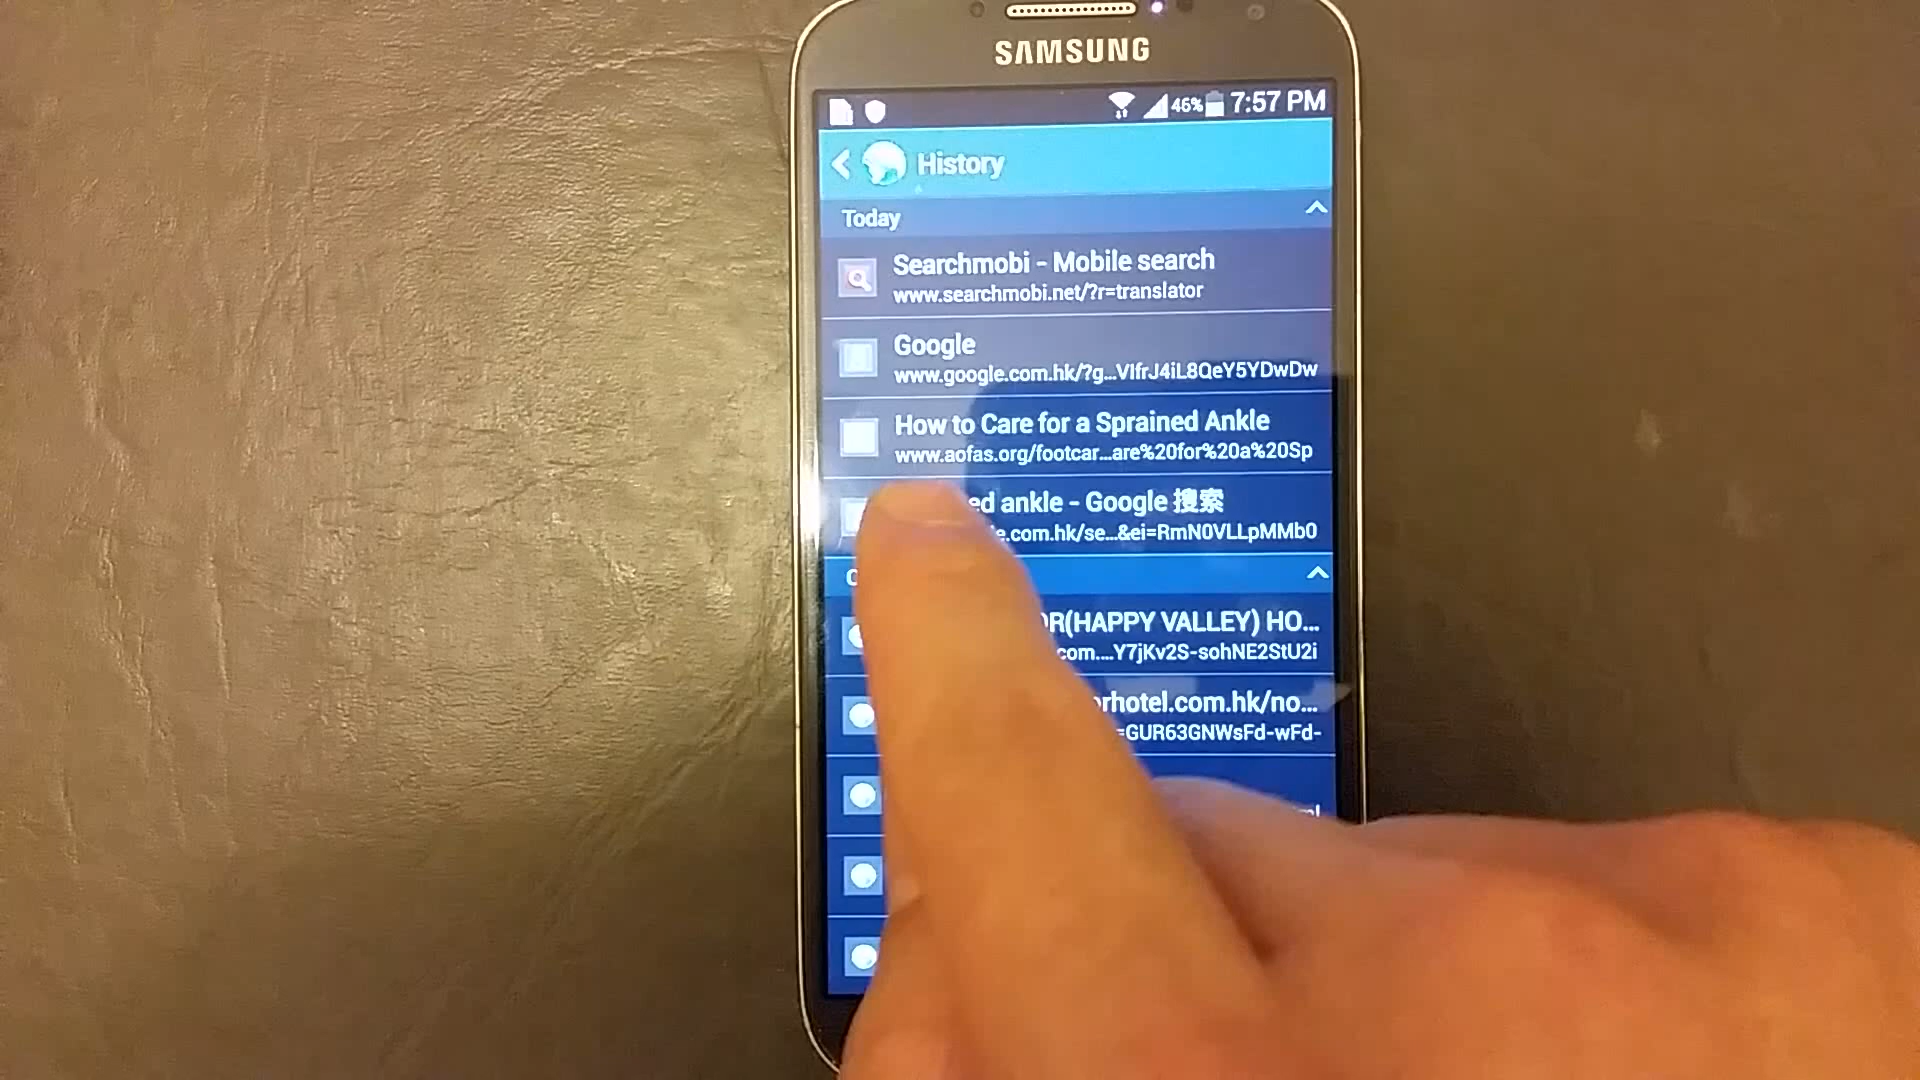 SAMSUNG
46% 7:57 PM
History
Today
Searchmobi - Mobile search
www.searchmobi.net/?r=translator
Google
www.google.com.hk/?g...VIfrJ4iL8QeY5YDwDw
How to Care for a Sprained Ankle
www.aofas.org/footcar...are%20for%20a%20Sp
ed ankle - Google 搜索
e.com.hk/se...&ei=RmN0VLLpMMb0
OR(HAPPY VALLEY) HO...
com....Y7jKv2S-sohNE2StU2i
orhotel.com.hk/no...
=GUR63GNWsFd-wFd-